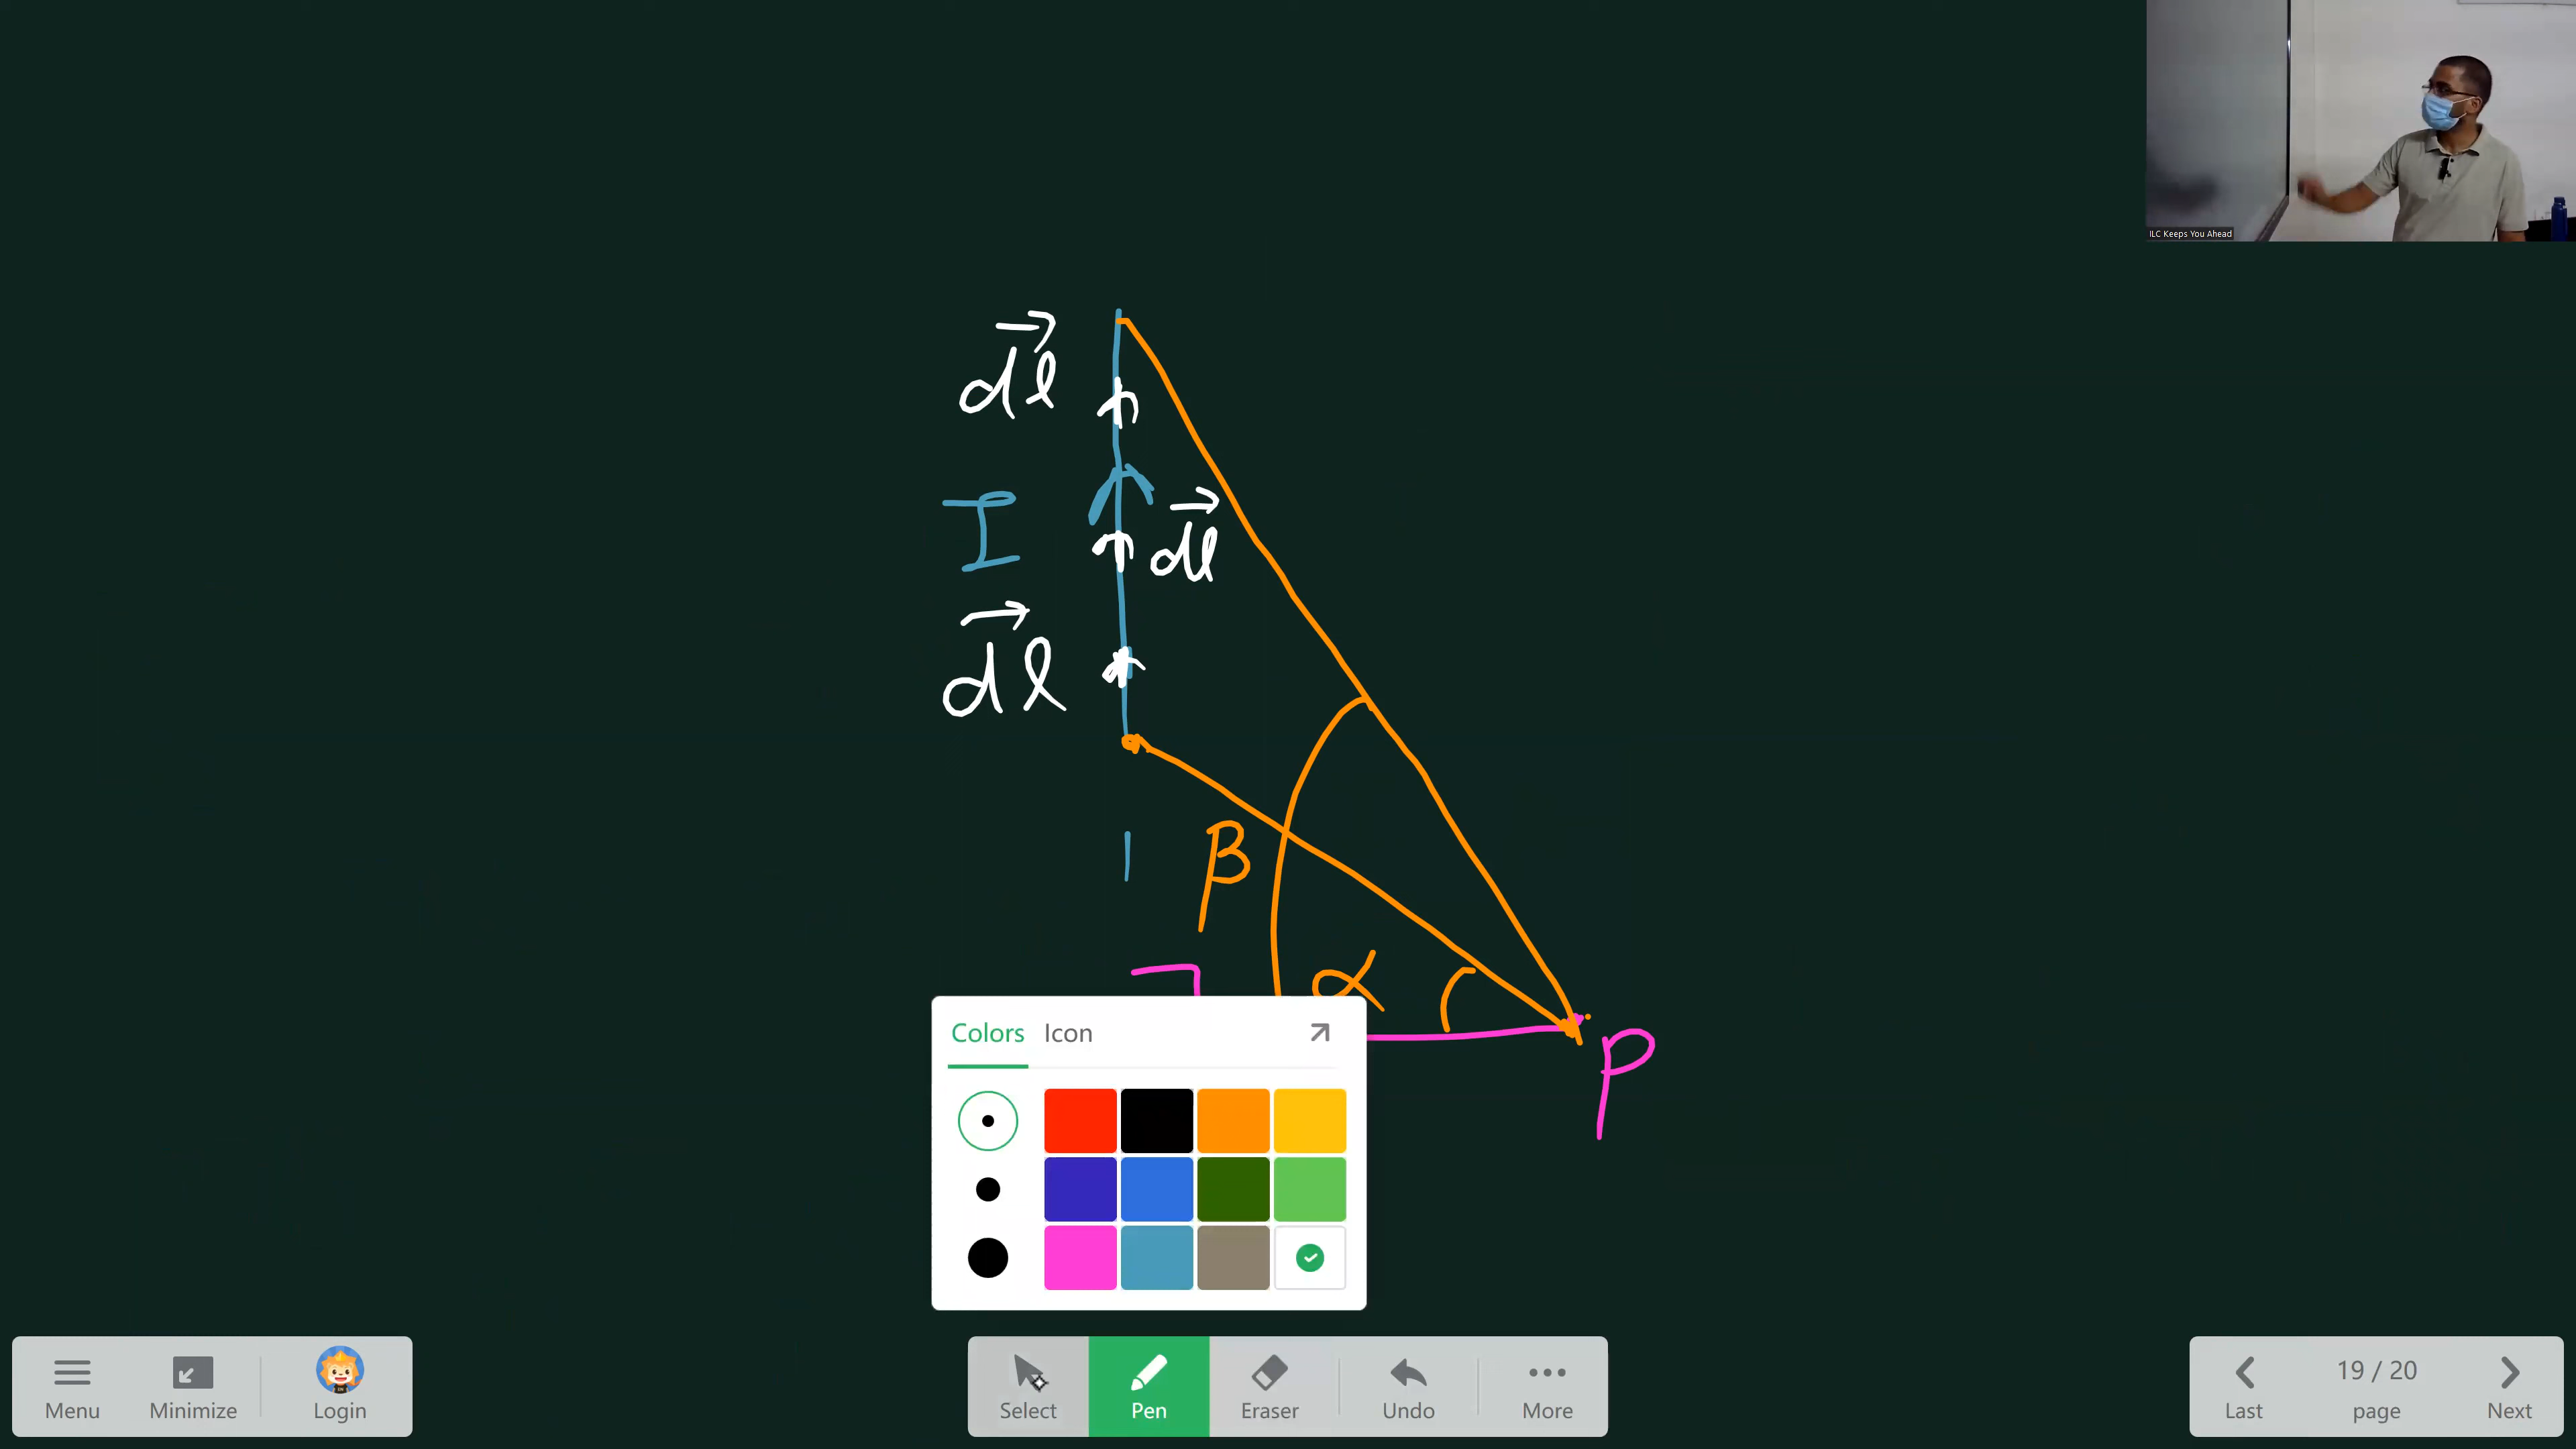 ILC Keeps You Ahead
dl
I
dl
dl
β
α
P
Colors Icon
Menu Minimize Login
Select Pen Eraser Undo More
19 / 20
Last page Next